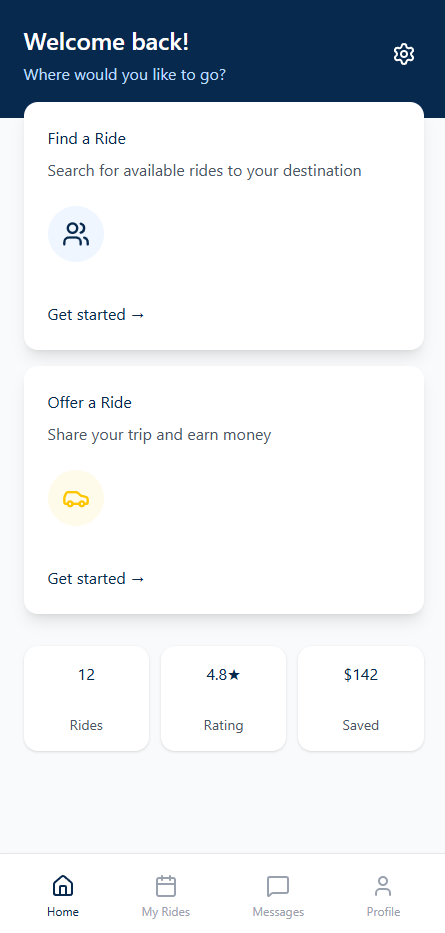 Welcome back!
Where would you like to go?
Find a Ride
Search for available rides to your destination
Get started →
Offer a Ride
Share your trip and earn money
Get started →
12
Rides
4.8★
Rating
$142
Saved
Home
My Rides
Messages
Profile